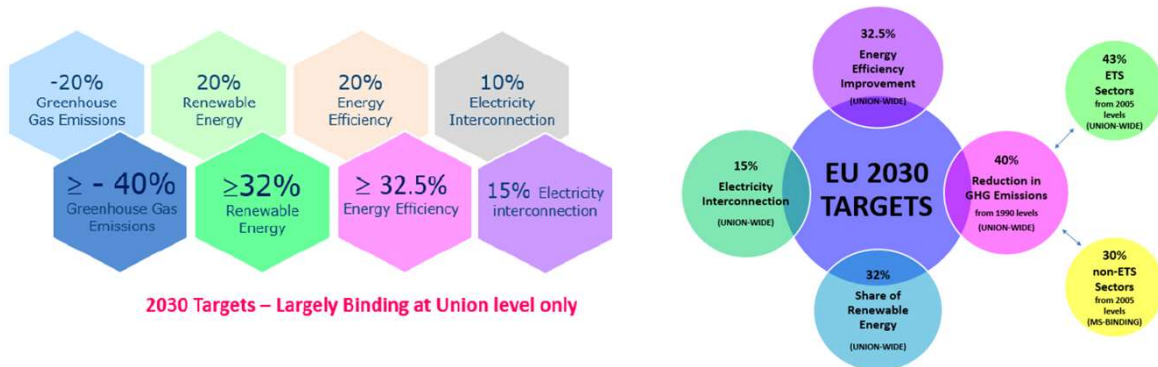 -20%
Greenhouse
Gas Emissions
20%
Renewable
Energy
20%
Energy
Efficiency
10%
Electricity
Interconnection
≥ - 40%
Greenhouse Gas
Emissions
≥32%
Renewable
Energy
≥ 32.5%
Energy Efficiency
15% Electricity
interconnection
2030 Targets – Largely Binding at Union level only
32.5%
Energy
Efficiency
Improvement
(UNION-WIDE)
15%
Electricity
Interconnection
(UNION-WIDE)
EU 2030
TARGETS
40%
Reduction in
GHG Emissions
from 1990 levels
(UNION-WIDE)
32%
Share of
Renewable
Energy
(UNION-WIDE)
43%
ETS
Sectors
from 2005
levels
(UNION-WIDE)
30%
non-ETS
Sectors
from 2005
levels
(MS-BINDING)